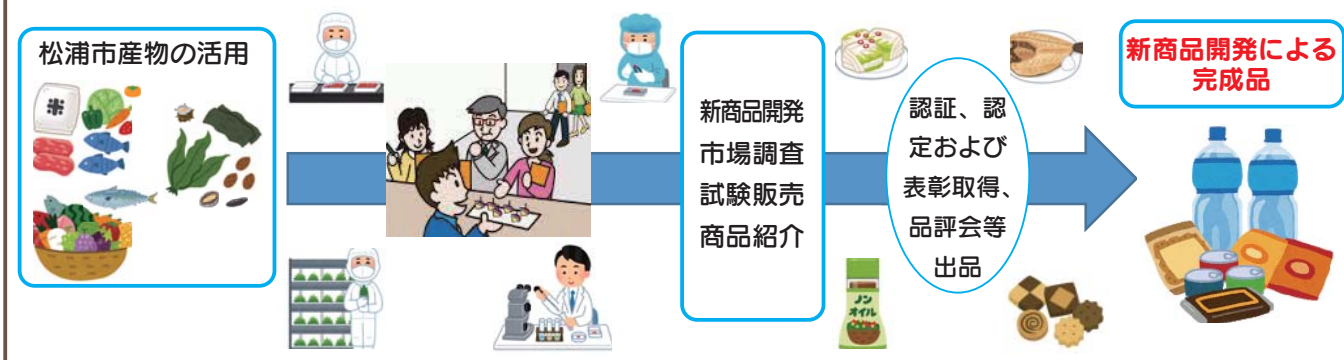 松浦市産物の活用
米
新商品開発
市場調査
試験販売
商品紹介
ノン
オイル
認証、認
定および
表彰取得、
品評会等
出品
新商品開発による
完成品